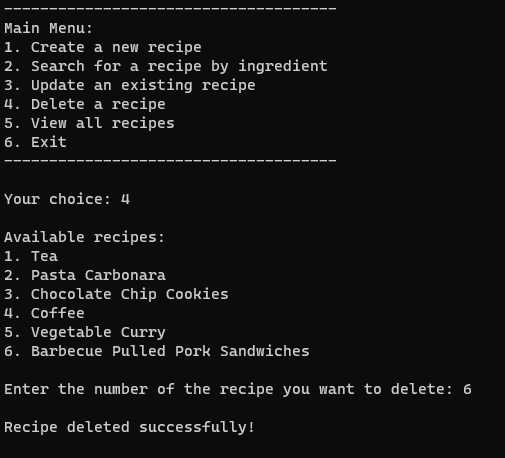 -------------------------------------
Main Menu:
1. Create a new recipe
2. Search for a recipe by ingredient
3. Update an existing recipe
4. Delete a recipe
5. View all recipes
6. Exit
-------------------------------------
Your choice: 4
Available recipes:
1. Tea
2. Pasta Carbonara
3. Chocolate Chip Cookies
4. Coffee
5. Vegetable Curry
6. Barbecue Pulled Pork Sandwiches
Enter the number of the recipe you want to delete: 6
Recipe deleted successfully!